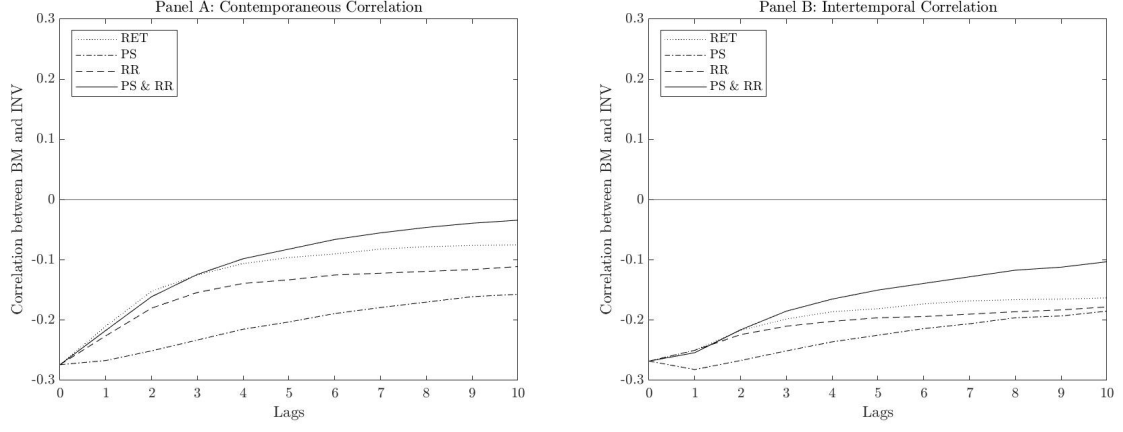 Panel A: Contemporaneous Correlation
0.3
0.2
0.1
0
-0.1
-0.2
-0.3
Correlation between BM and INV
RET
PS
RR
PS & RR
0 1 2 3 4 5 6 7 8 9 10
Lags
Panel B: Intertemporal Correlation
0.3
0.2
0.1
0
-0.1
-0.2
-0.3
Correlation between BM and INV
RET
PS
RR
PS & RR
0 1 2 3 4 5 6 7 8 9 10
Lags